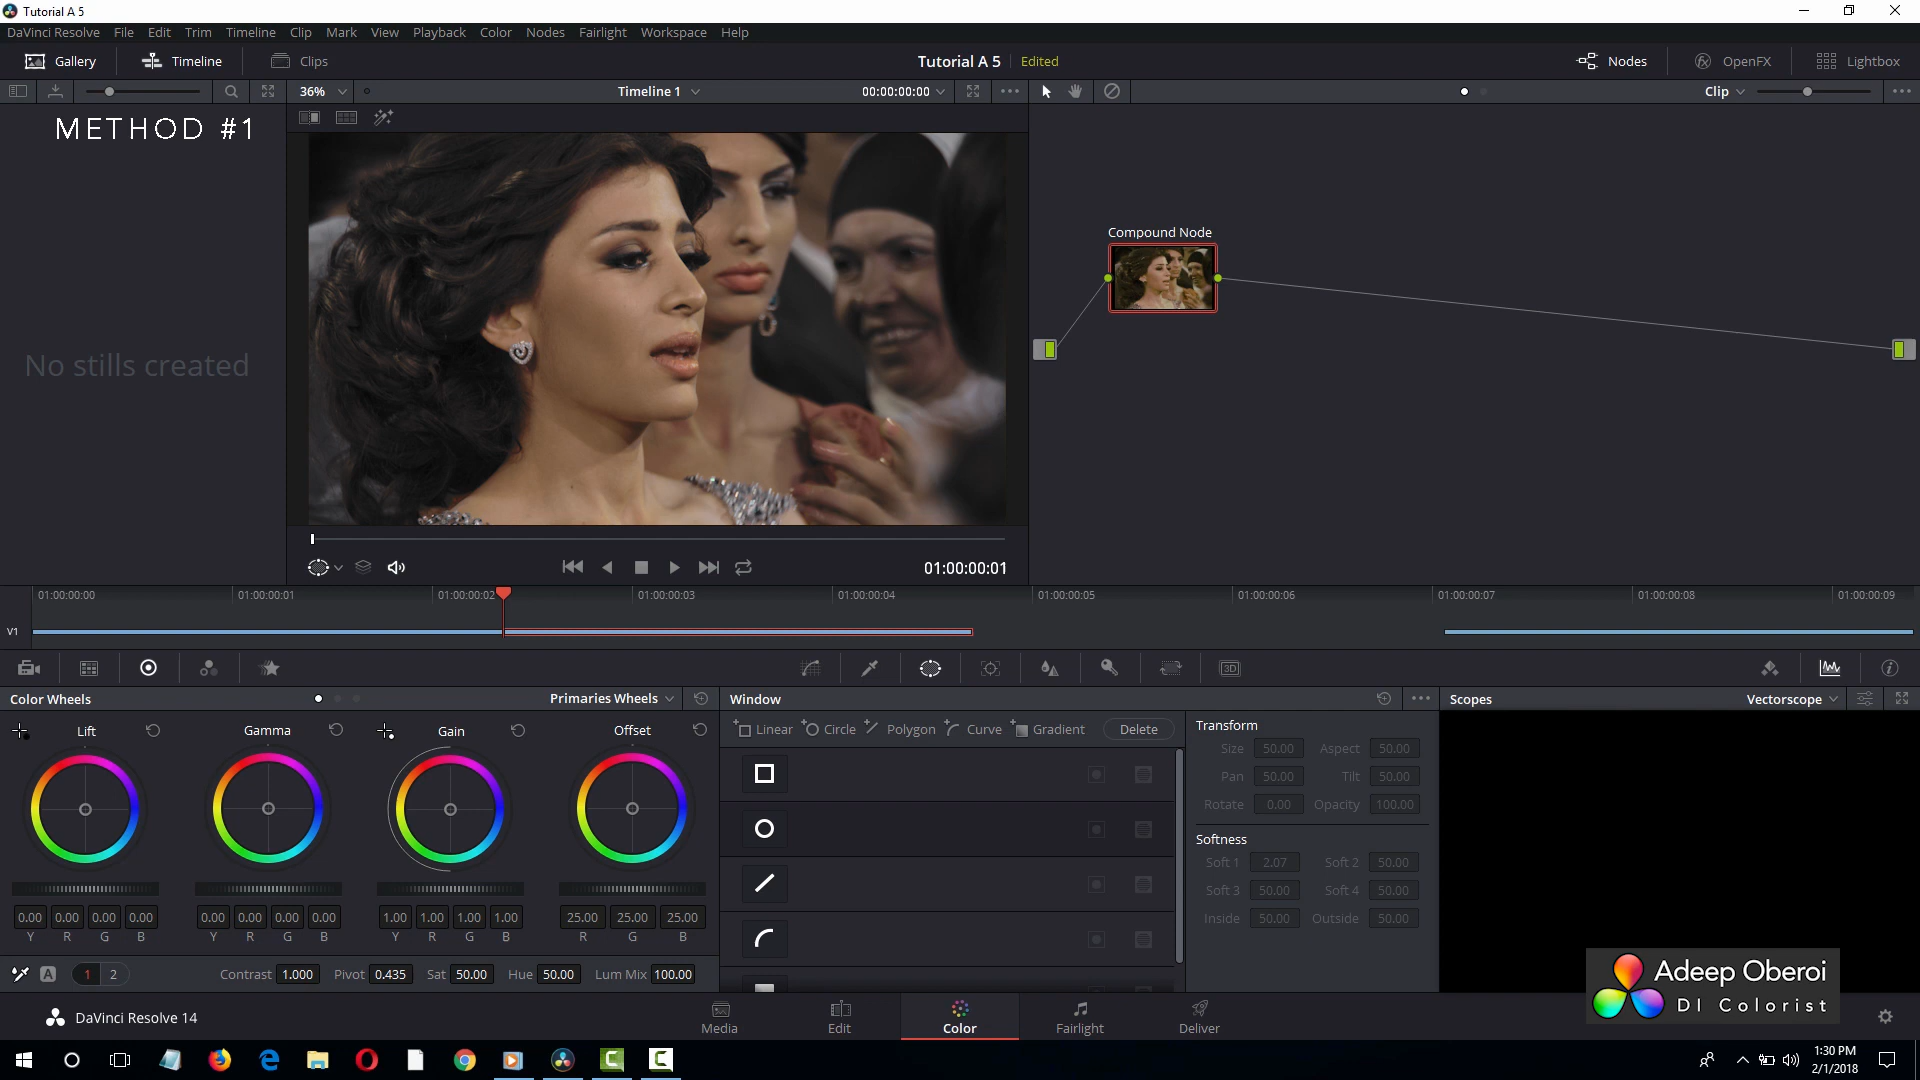 Tutorial A 5
DaVinci Resolve File Edit Trim Timeline Clip Mark View Playback Color Nodes Fairlight Workspace Help
Gallery Timeline Clips Tutorial A 5 Edited Nodes OpenFX Lightbox
36% Timeline 1 00:00:00:00 Clip
METHOD #1
Compound Node
No stills created
01:00:00:01
01:00:00:00 01:00:00:01 01:00:00:02 01:00:00:03 01:00:00:04 01:00:00:05 01:00:00:06 01:00:00:07 01:00:00:08 01:00:00:09
V1
3D
Color Wheels Primaries Wheels Window Scopes Vectorscope
Lift Gamma Gain Offset
Linear Circle Polygon Curve Gradient Delete
Transform
Size 50.00 Aspect 50.00
Pan 50.00 Tilt 50.00
Rotate 0.00 Opacity 100.00
Softness
Soft 1 2.07 Soft 2 50.00
Soft 3 50.00 Soft 4 50.00
Inside 50.00 Outside 50.00
0.00 0.00 0.00 0.00 0.00 0.00 0.00 0.00 1.00 1.00 1.00 1.00 25.00 25.00 25.00
Y R G B Y R G B Y R G B R G B
A 1 2 Contrast 1.000 Pivot 0.435 Sat 50.00 Hue 50.00 Lum Mix 100.00
Adeep Oberoi
DI Colorist
DaVinci Resolve 14
Media Edit Color Fairlight Deliver
1:30 PM
2/1/2018